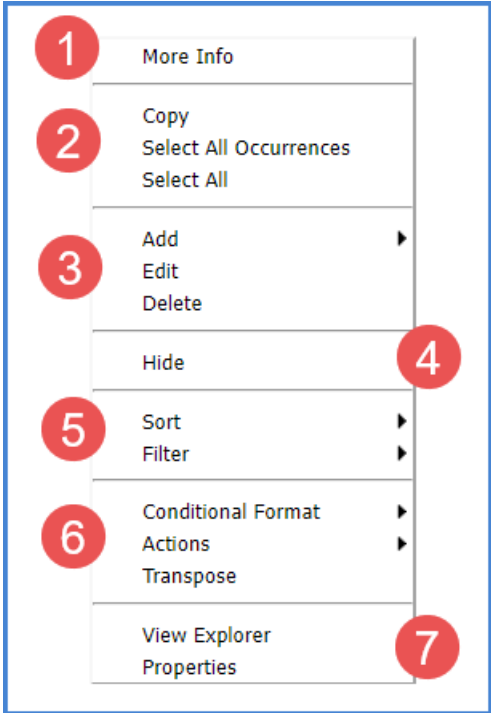 1
More Info
2
Copy
Select All Occurrences
Select All
3
Add
Edit
Delete
Hide
4
5
Sort
Filter
6
Conditional Format
Actions
Transpose
View Explorer
Properties
7